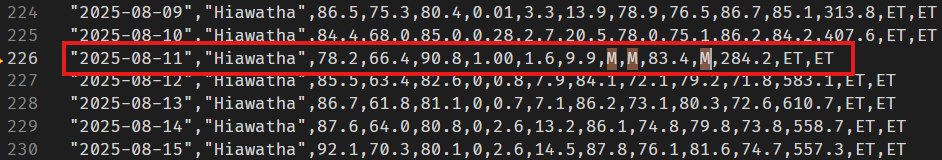 224 "2025-08-09","Hiawatha",86.5,75.3,80.4,0.01,3.3,13.9,78.9,76.5,86.7,85.1,313.8,ET,ET
225 "2025-08-10","Hiawatha",84.4,68.0,85.0,0.28,2.7,20.5,78.0,75.1,86.2,84.2,407.6,ET,ET
226 "2025-08-11","Hiawatha",78.2,66.4,90.8,1.00,1.6,9.9,M,M,83.4,M,284.2,ET,ET
227 "2025-08-12","Hiawatha",85.5,63.4,82.6,0,0.8,7.9,84.1,72.1,79.2,71.8,583.1,ET,ET
228 "2025-08-13","Hiawatha",86.7,61.8,81.1,0,0.7,7.1,86.2,73.1,80.3,72.6,610.7,ET,ET
229 "2025-08-14","Hiawatha",87.6,64.0,80.8,0,2.6,13.2,86.1,74.8,79.8,73.8,558.7,ET,ET
230 "2025-08-15","Hiawatha",92.1,70.3,80.1,0,2.6,14.5,87.8,76.1,81.6,74.7,557.3,ET,ET